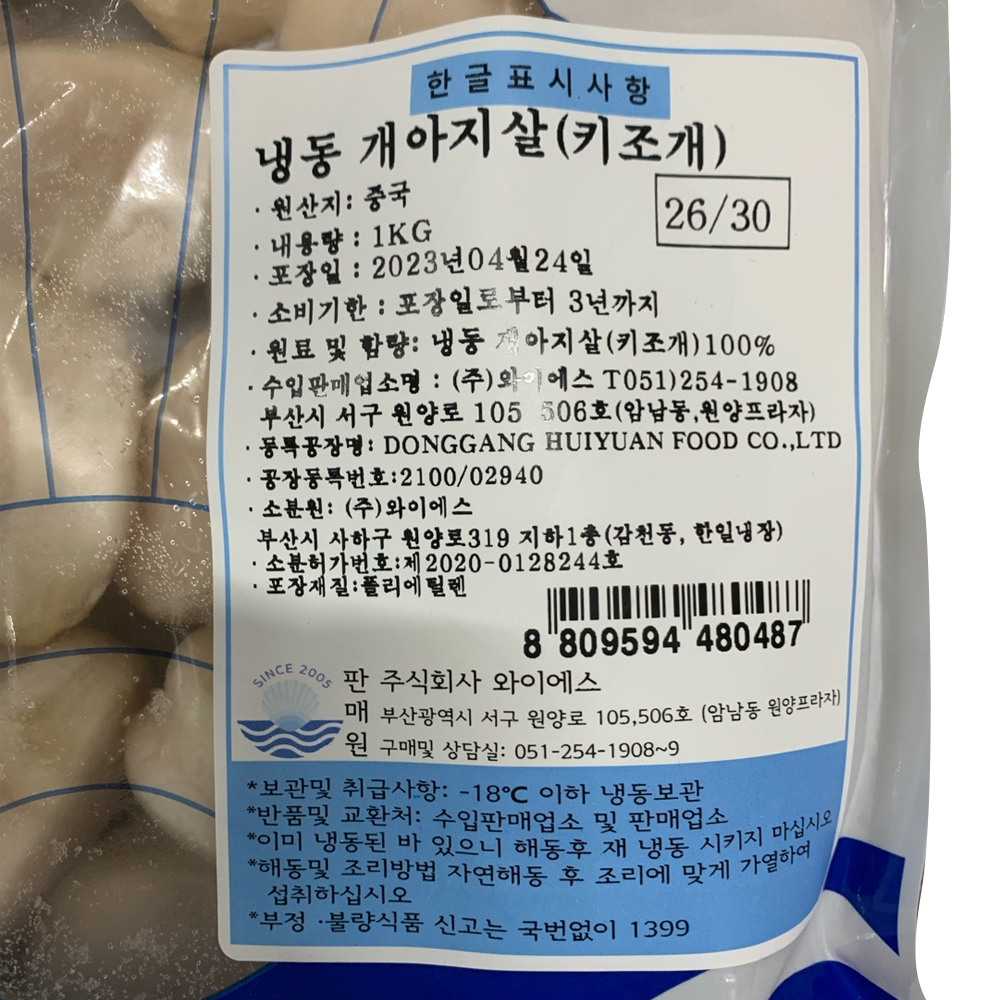 한글표시사항
냉동 개아지살(키조개)
26/30
· 원산지: 중국
· 내용량 : 1KG
· 포장일 : 2023년04월24일
· 소비기한 : 포장일로부터 3년까지
· 원료 및 함량: 냉동 개아지살(키조개)100%
· 수입판매업소명 : (주)와이에스 T051)254-1908
부산시 서구 원양로 105 506호(암남동,원양프라자)
· 등록공장명: DONGGANG HUIYUAN FOOD CO.,LTD
· 공장등록번호:2100/02940
· 소분원: (주)와이에스
부산시 사하구 원양로319 지하1층(감천동, 한일냉장)
· 소분허가번호:제2020-0128244호
· 포장재질:폴리에틸렌
8 809594 480487
SINCE 2005
판매원
주식회사 와이에스
부산광역시 서구 원양로 105,506호 (암남동 원양프라자)
구매및 상담실: 051-254-1908~9
*보관및 취급사항: -18℃ 이하 냉동보관
*반품및 교환처: 수입판매업소 및 판매업소
*이미 냉동된 바 있으니 해동후 재 냉동 시키지 마십시오
*해동및 조리방법 자연해동 후 조리에 맞게 가열하여
섭취하십시오
*부정 ·불량식품 신고는 국번없이 1399